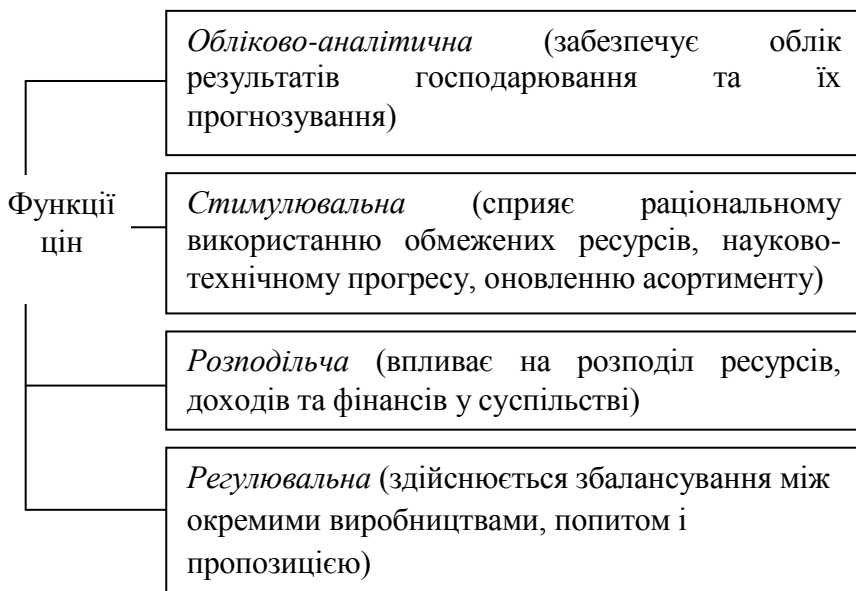 Функції
цін
Обліково-аналітична (забезпечує облік
результатів господарювання та їх
прогнозування)
Стимулювальна (сприяє раціональному
використанню обмежених ресурсів, науково-
технічному прогресу, оновленню асортименту)
Розподільча (впливає на розподіл ресурсів,
доходів та фінансів у суспільстві)
Регулювальна (здійснюється збалансування між
окремими виробництвами, попитом і
пропозицією)